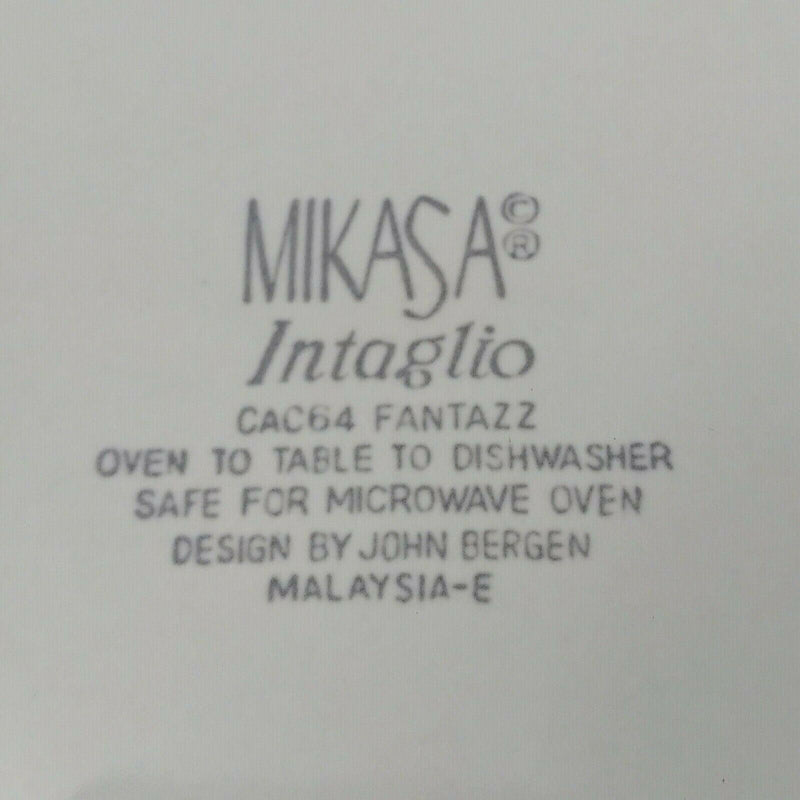 MIKASA©®
Intaglio
CAC64 FANTAZZ
OVEN TO TABLE TO DISHWASHER
SAFE FOR MICROWAVE OVEN
DESIGN BY JOHN BERGEN
MALAYSIA-E